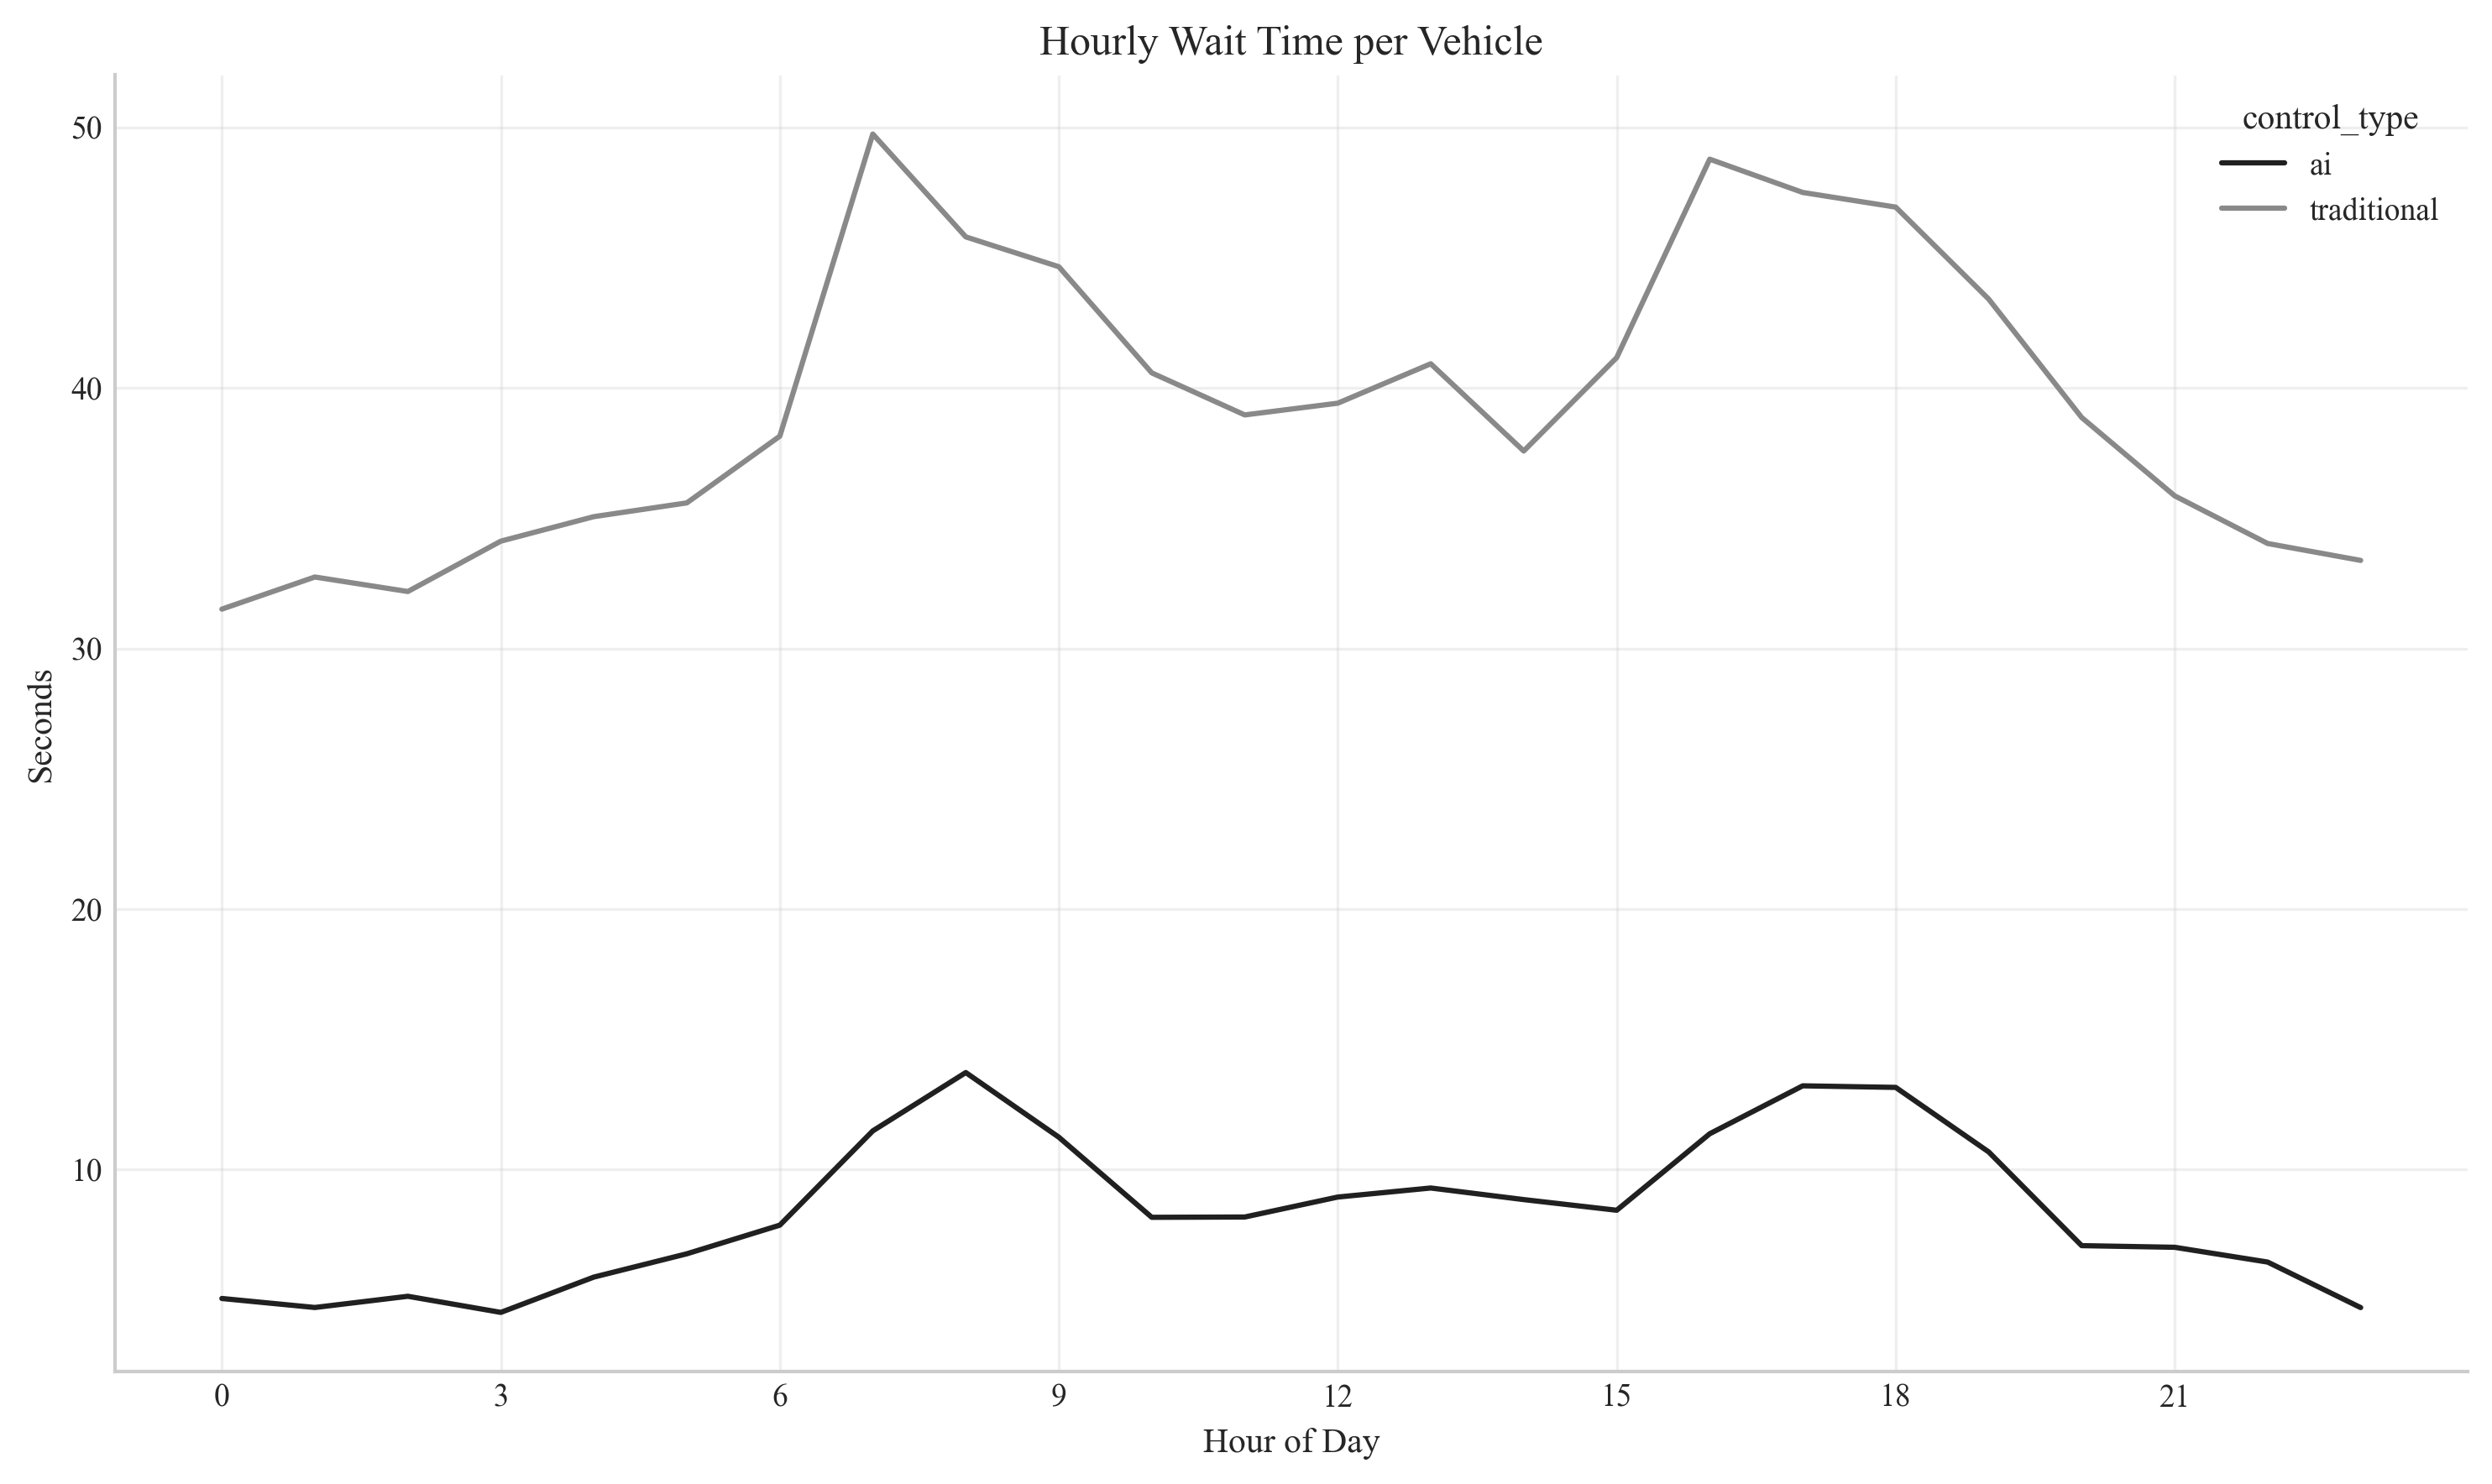 Hourly Wait Time per Vehicle
control_type
ai
traditional
Seconds
50
40
30
20
10
0 3 6 9 12 15 18 21
Hour of Day